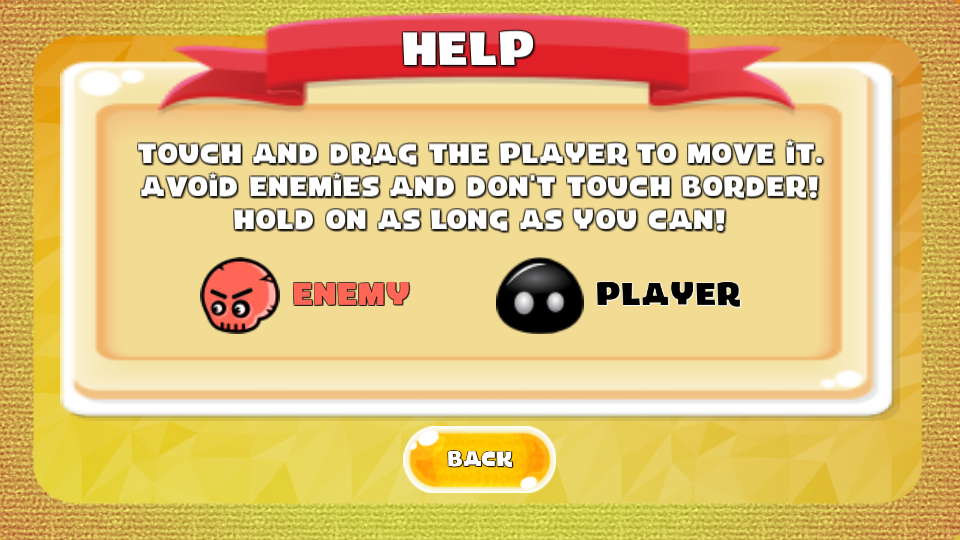 HELP
TOUCH AND DRAG THE PLAYER TO MOVE IT.
AVOID ENEMIES AND DON'T TOUCH BORDER!
HOLD ON AS LONG AS YOU CAN!
ENEMY
PLAYER
BACK